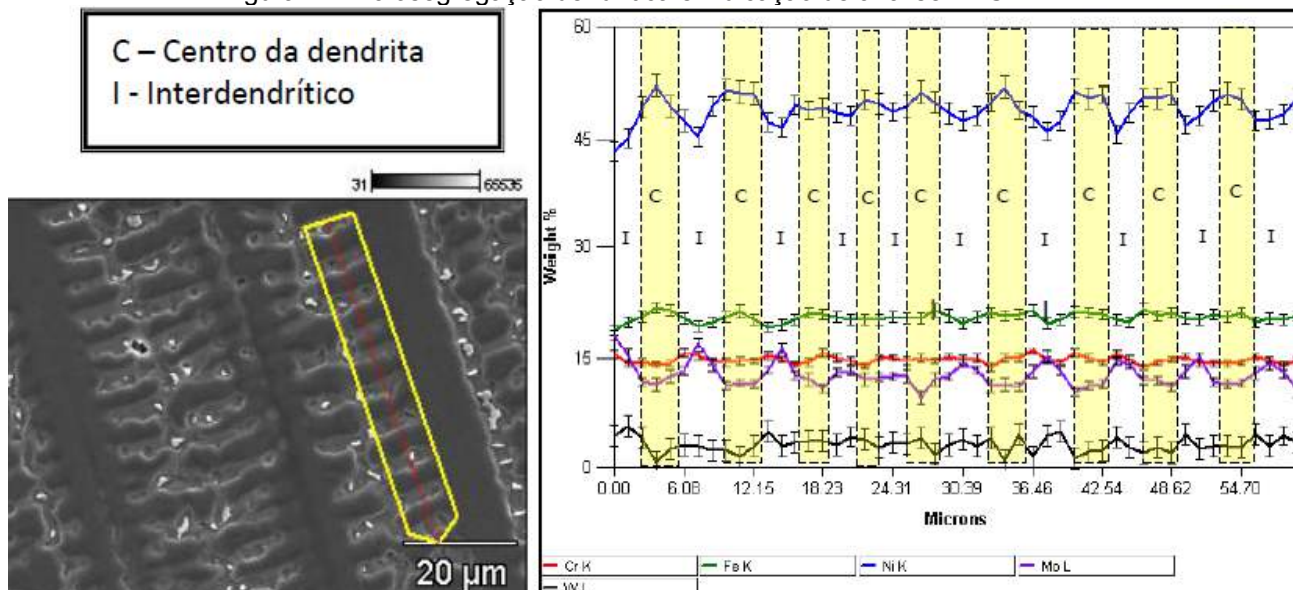 C – Centro da dendrita
I - Interdendrítico
31 65535
20 µm
60
45
30
15
0
Weight %
C C C C C C C C C
I I I I I I I I I I
0.00 6.08 12.15 18.23 24.31 30.39 36.46 42.54 48.62 54.70
Microns
Cr K Fe K Ni K Mo L